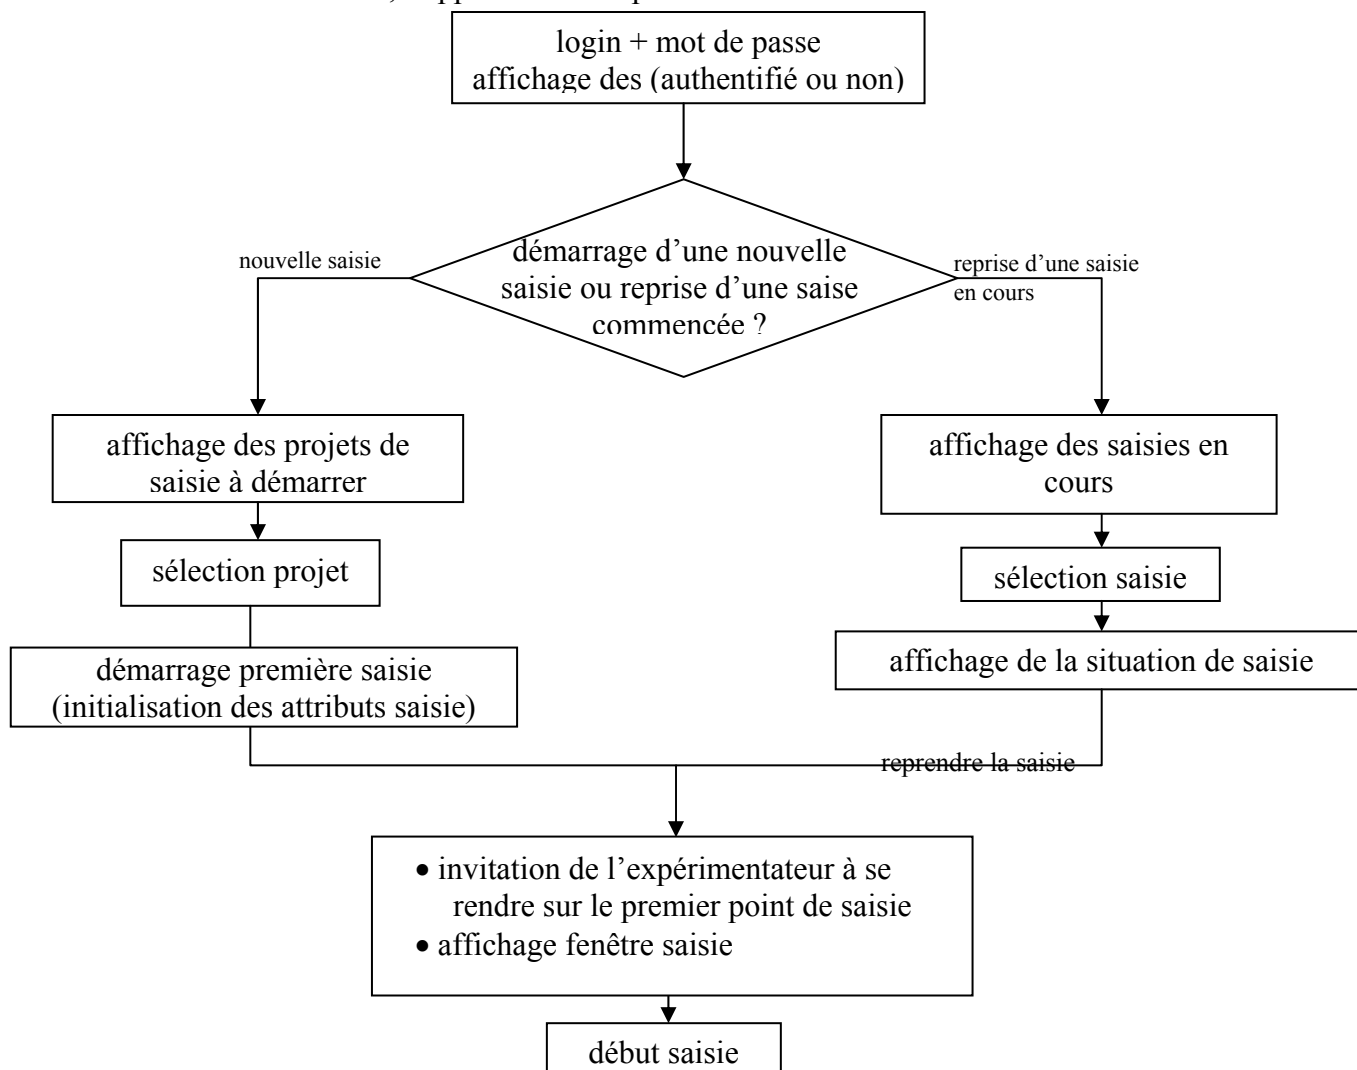 login + mot de passe
affichage des (authentifié ou non)
démarrage d’une nouvelle
saisie ou reprise d’une saise
commencée ?
nouvelle saisie
reprise d’une saisie
en cours
affichage des projets de
saisie à démarrer
affichage des saisies en
cours
sélection projet
sélection saisie
démarrage première saisie
(initialisation des attributs saisie)
affichage de la situation de saisie
reprendre la saisie
• invitation de l’expérimentateur à se
rendre sur le premier point de saisie
• affichage fenêtre saisie
début saisie